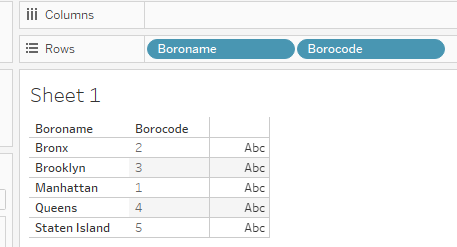 Columns
Rows Boroname Borocode
Sheet 1
Boroname Borocode
Bronx 2 Abc
Brooklyn 3 Abc
Manhattan 1 Abc
Queens 4 Abc
Staten Island 5 Abc